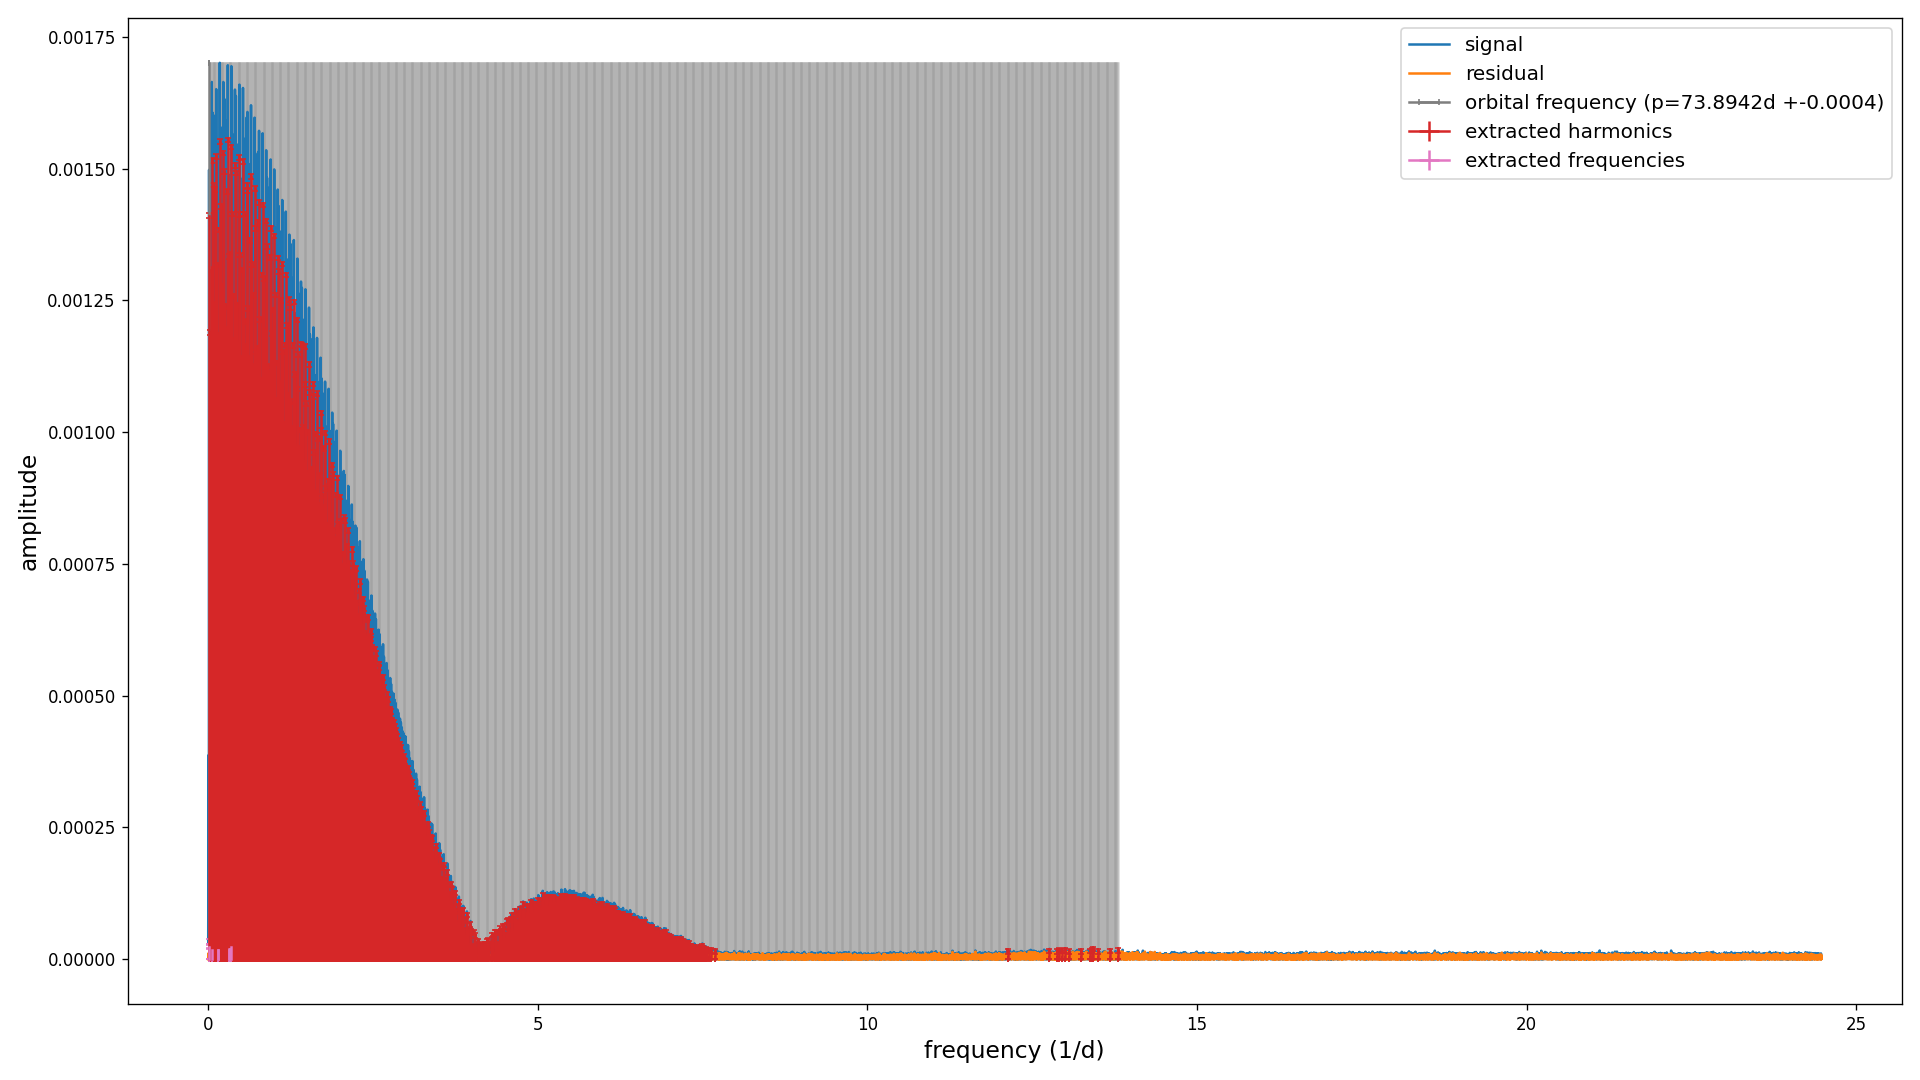 0.00175
0.00150
0.00125
0.00100
0.00075
0.00050
0.00025
0.00000
amplitude
signal
residual
orbital frequency (p=73.8942d +-0.0004)
extracted harmonics
extracted frequencies
0 5 10 15 20 25
frequency (1/d)